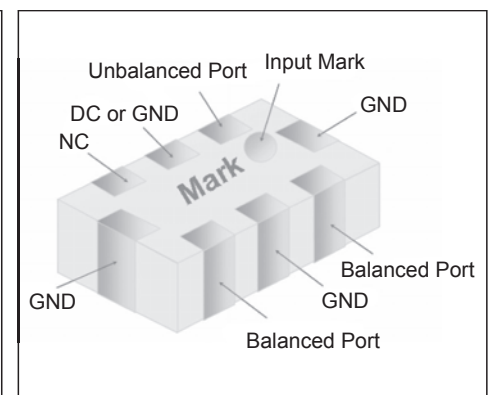 Unbalanced Port
Input Mark
DC or GND
GND
NC
Mark
GND
Balanced Port
GND
Balanced Port